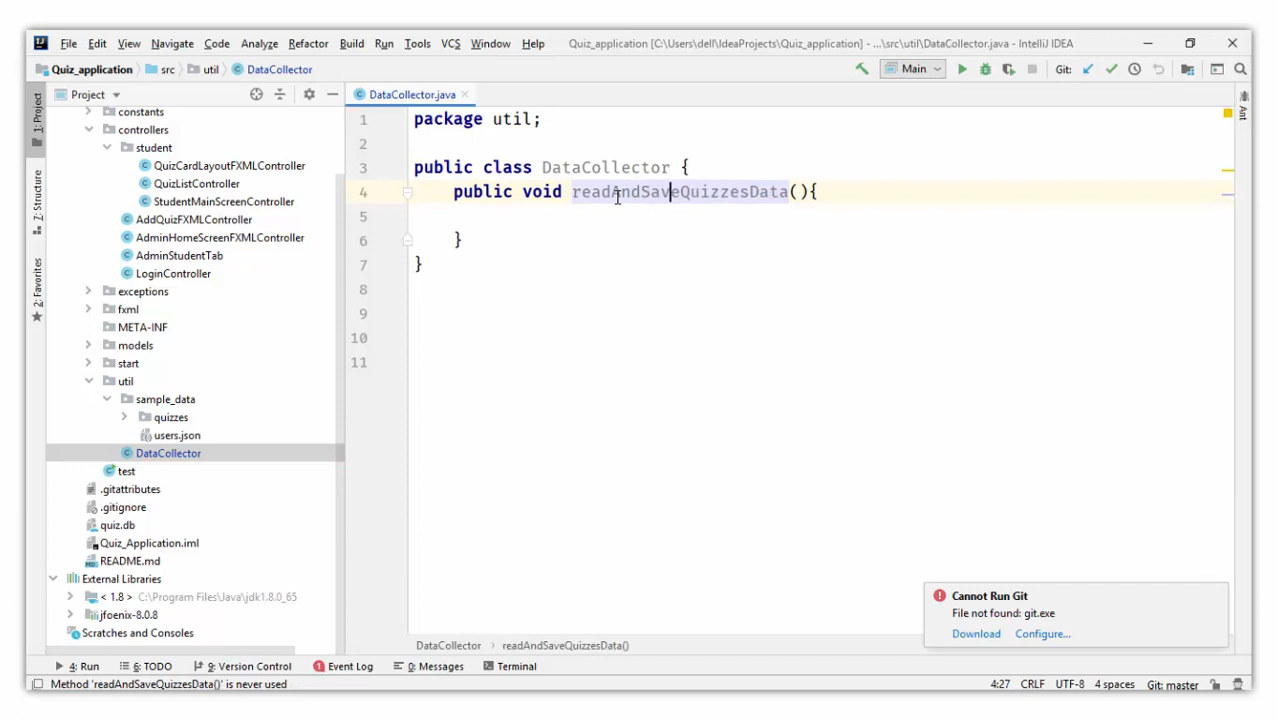 File Edit View Navigate Code Analyze Refactor Build Run Tools VCS Window Help Quiz_application [C:\Users\dell\IdeaProjects\Quiz_application] - ...\src\util\DataCollector.java - IntelliJ IDEA
Quiz_application src util DataCollector Main Git:
Project DataCollector.java
1: Project
Z: Structure
2: Favorites
Ant
constants
controllers
student
QuizCardLayoutFXMLController
QuizListController
StudentMainScreenController
AddQuizFXMLController
AdminHomeScreenFXMLController
AdminStudentTab
LoginController
exceptions
fxml
META-INF
models
start
util
sample_data
quizzes
users.json
DataCollector
test
.gitattributes
.gitignore
quiz.db
Quiz_Application.iml
README.md
External Libraries
< 1.8 > C:\Program Files\Java\jdk1.8.0_65
jfoenix-8.0.8
Scratches and Consoles
1 package util;
2
3 public class DataCollector {
4 public void readAndSaveQuizzesData(){
5
6 }
7 }
8
9
10
11
Cannot Run Git
File not found: git.exe
Download Configure...
DataCollector › readAndSaveQuizzesData()
4: Run 6: TODO 9: Version Control 1 Event Log 0: Messages Terminal
Method 'readAndSaveQuizzesData()' is never used 4:27 CRLF UTF-8 4 spaces Git: master